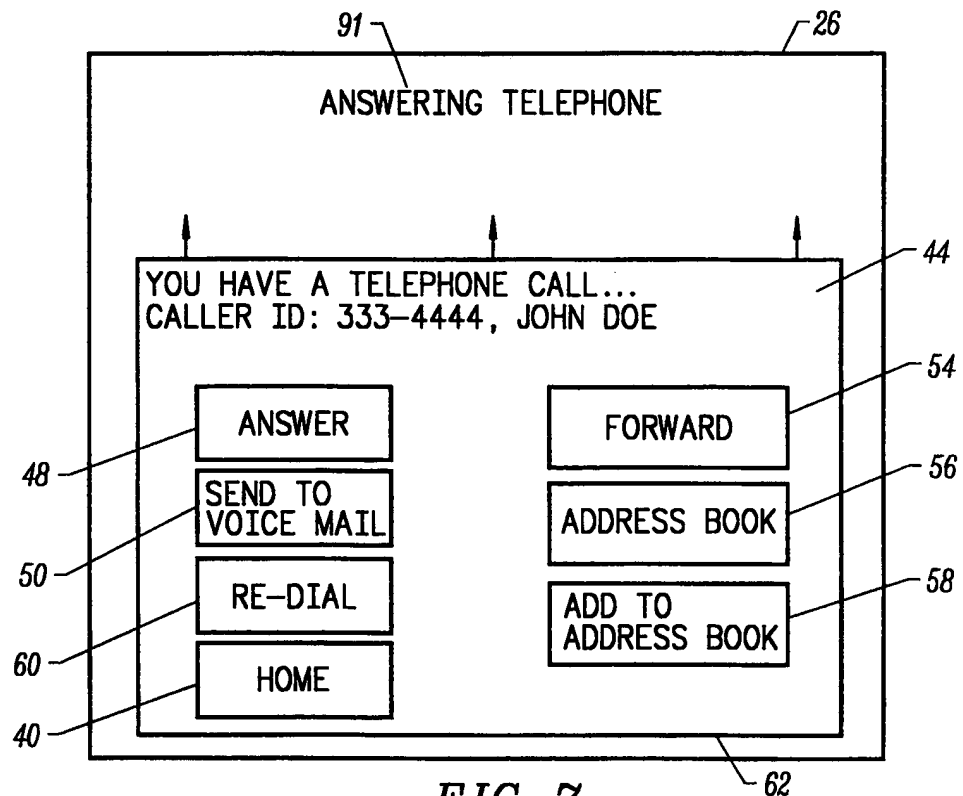 91
26
ANSWERING TELEPHONE
44
YOU HAVE A TELEPHONE CALL...
CALLER ID: 333-4444, JOHN DOE
54
ANSWER
FORWARD
48
56
SEND TO
VOICE MAIL
ADDRESS BOOK
50
58
RE-DIAL
ADD TO
ADDRESS BOOK
60
HOME
40
62